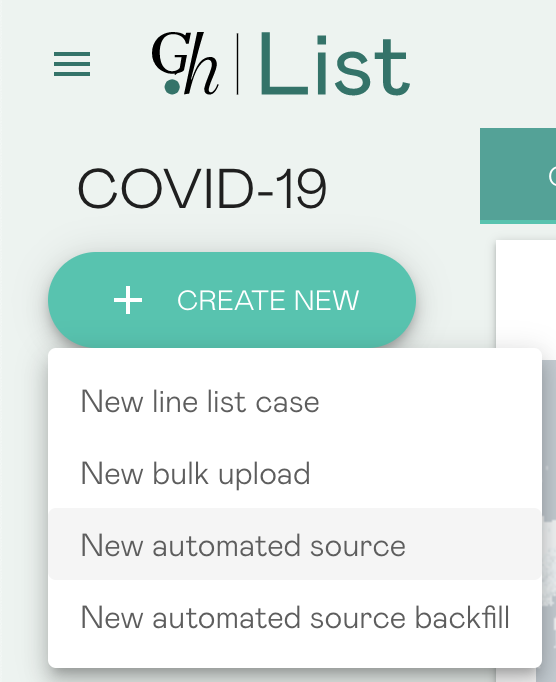 Gh | List
COVID-19
+ CREATE NEW
New line list case
New bulk upload
New automated source
New automated source backfill